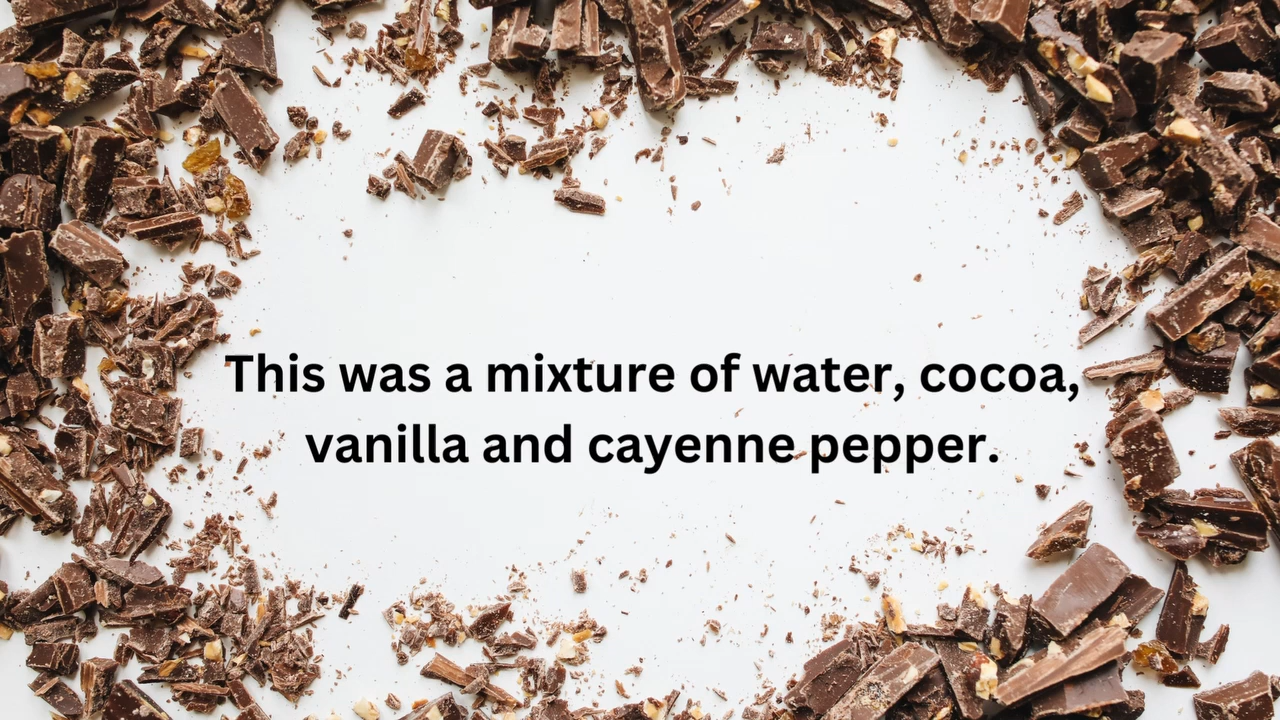 This was a mixture of water, cocoa,
vanilla and cayenne pepper.